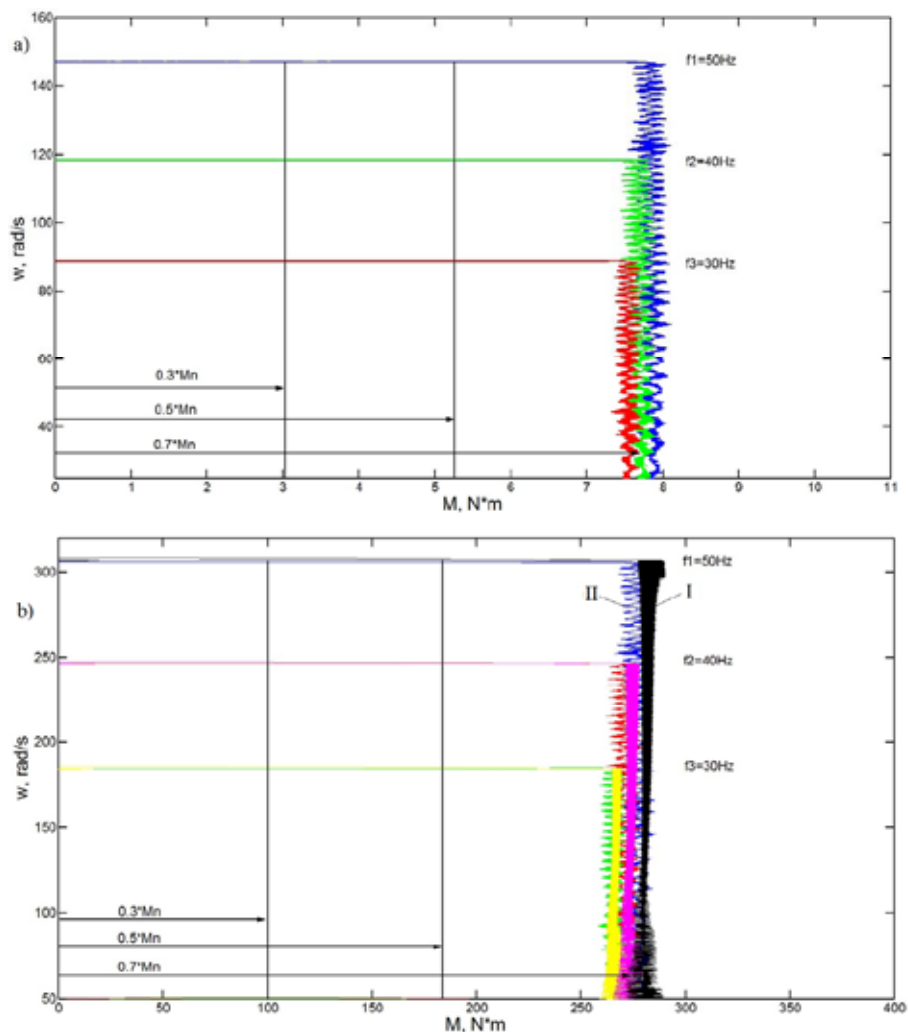 a)
160
140
120
100
80
60
40
w, rad/s
f1=50Hz
f2=40Hz
f3=30Hz
0.3*Mn
0.5*Mn
0.7*Mn
0 1 2 3 4 5 6 7 8 9 10 11
M, N*m
b)
300
250
200
150
100
50
w, rad/s
f1=50Hz
II I
f2=40Hz
f3=30Hz
0.3*Mn
0.5*Mn
0.7*Mn
0 50 100 150 200 250 300 350 400
M, N*m